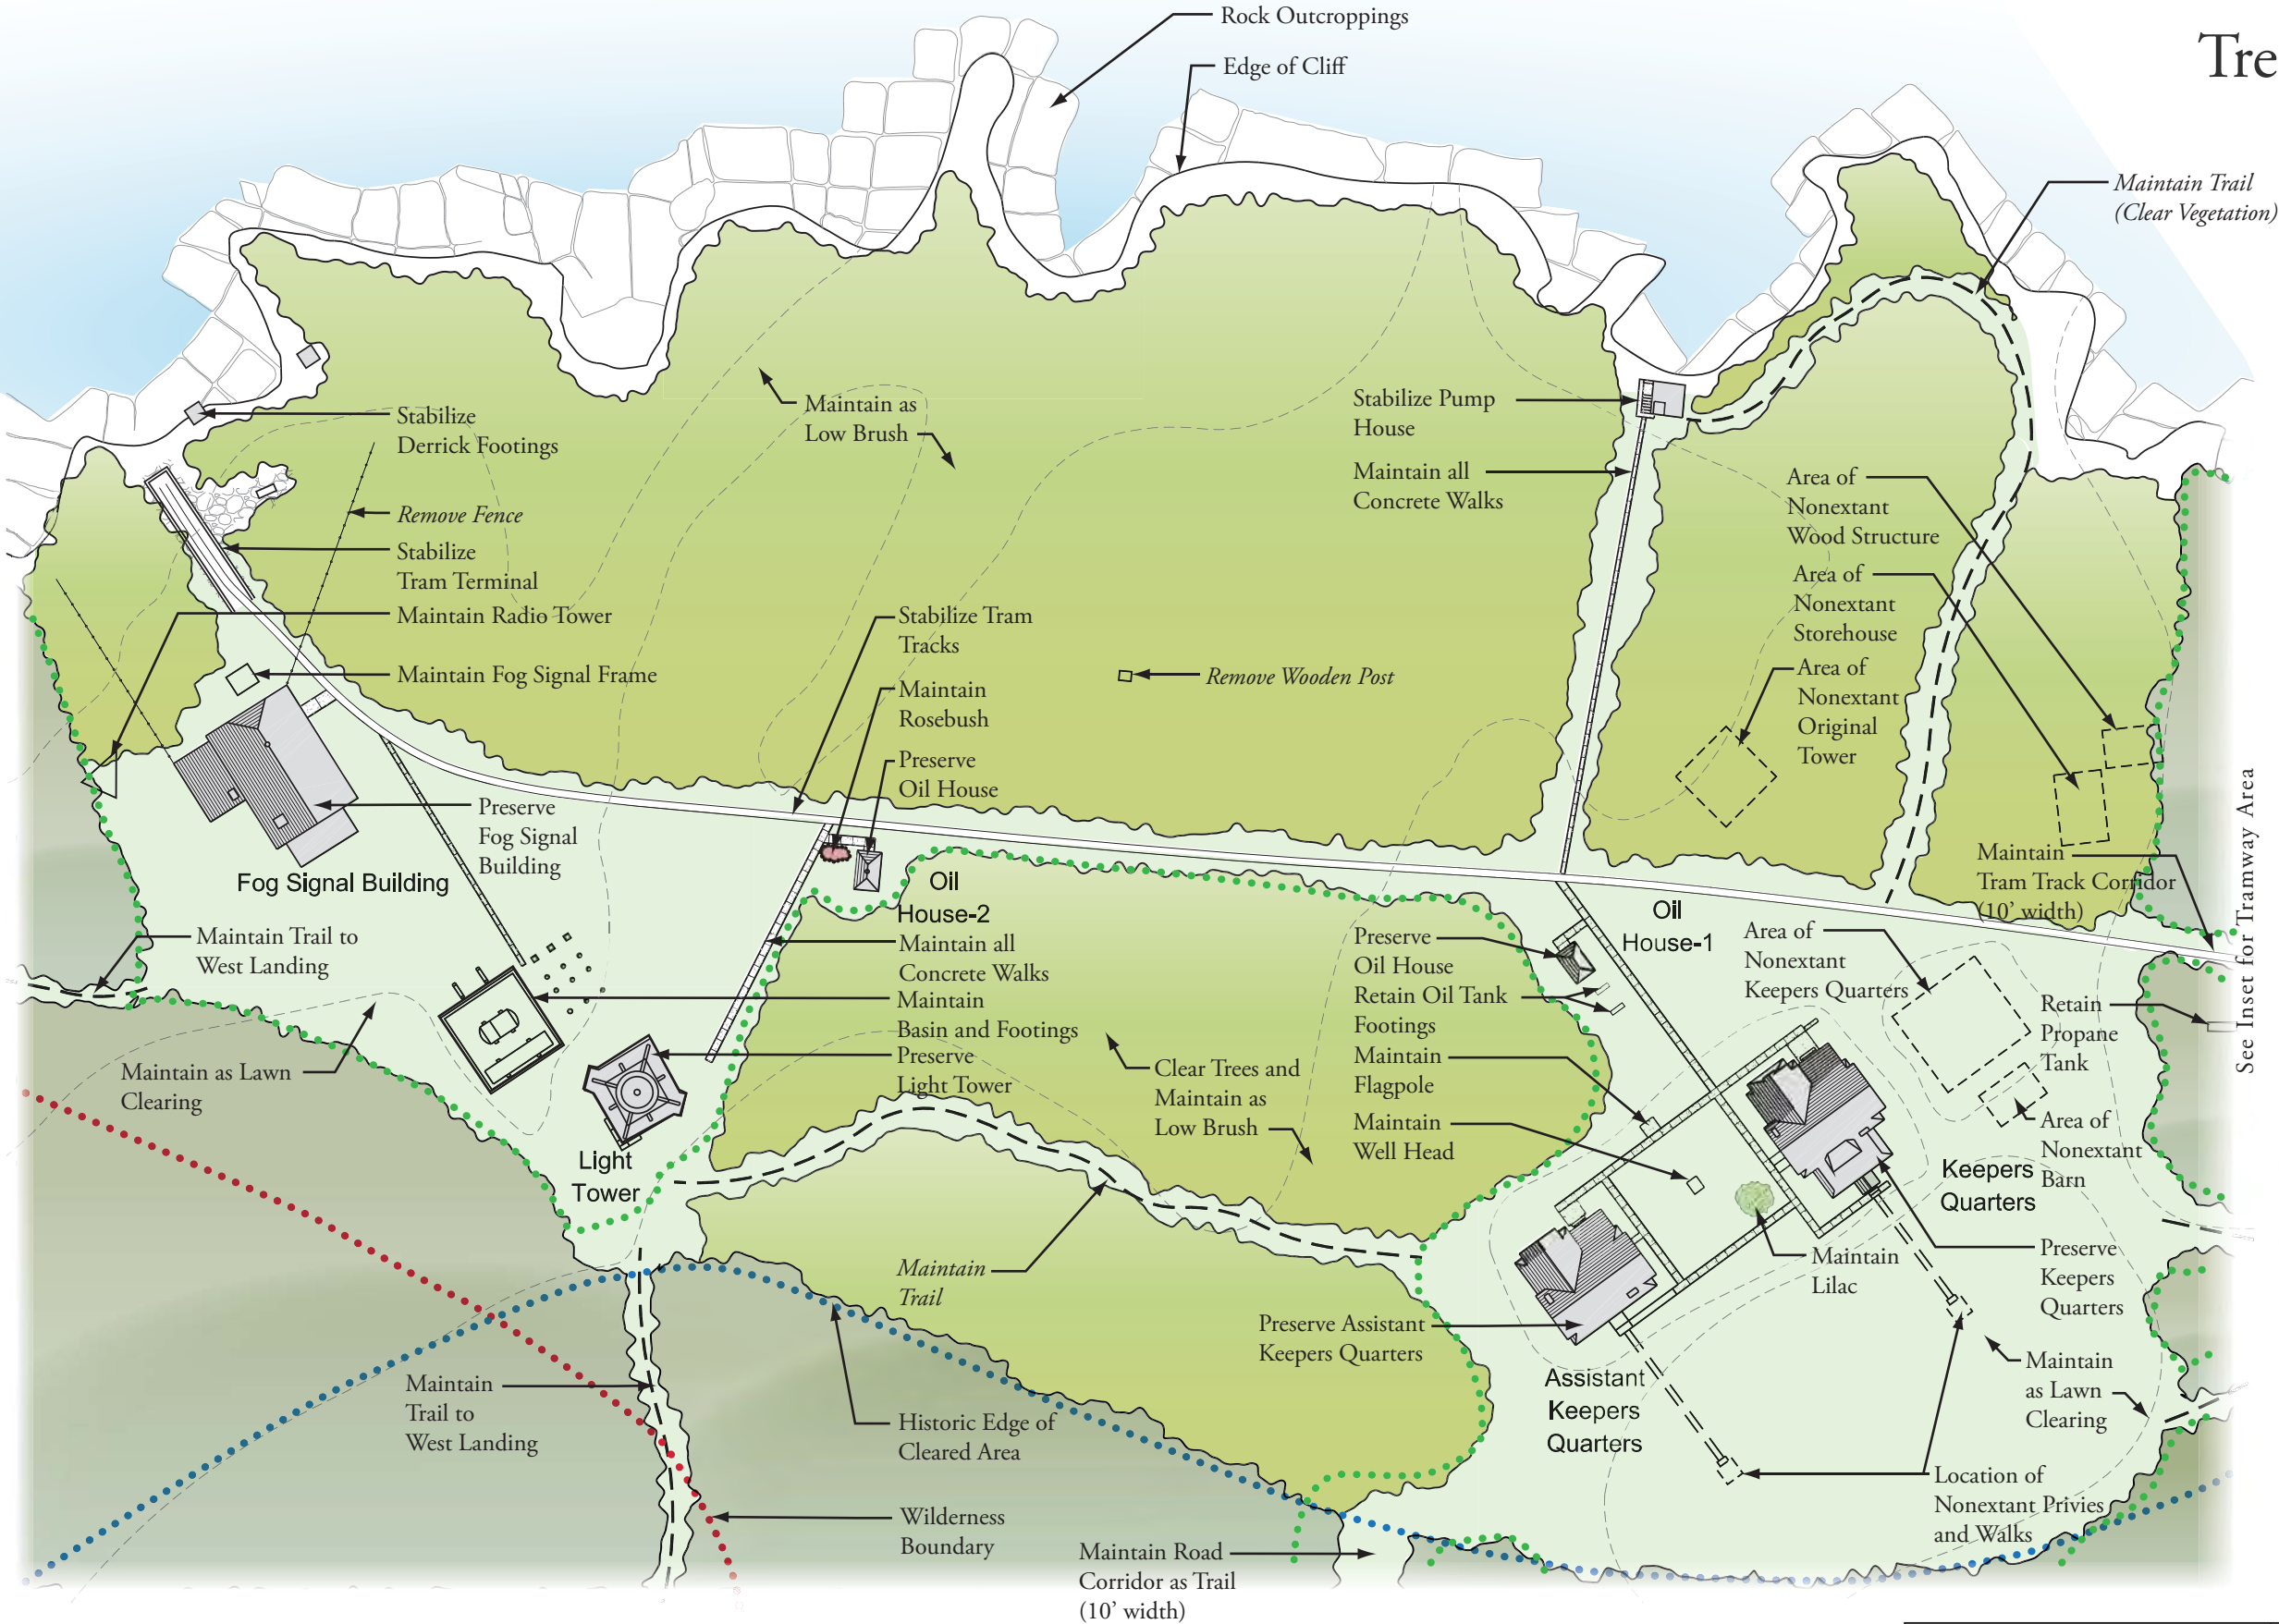 Rock Outcroppings
Edge of Cliff
Tre
Maintain Trail
(Clear Vegetation)
Stabilize
Derrick Footings
Maintain as
Low Brush
Stabilize Pump
House
Maintain all
Concrete Walks
Area of
Nonextant
Wood Structure
Remove Fence
Stabilize
Tram Terminal
Maintain Radio Tower
Maintain Fog Signal Frame
Area of
Nonextant
Storehouse
Stabilize Tram
Tracks
Remove Wooden Post
Maintain
Rosebush
Area of
Nonextant
Original
Tower
Preserve
Oil House
Preserve
Fog Signal
Building
Fog Signal Building
Oil
House-2
Maintain
Tram Track Corridor
(10’ width)
See Inset for Tramway Area
Oil
House-1
Maintain Trail to
West Landing
Maintain all
Concrete Walks
Maintain
Basin and Footings
Preserve
Light Tower
Preserve
Oil House
Retain Oil Tank
Footings
Maintain
Flagpole
Maintain
Well Head
Area of
Nonextant
Keepers Quarters
Retain
Propane
Tank
Maintain as Lawn
Clearing
Clear Trees and
Maintain as
Low Brush
Area of
Nonextant
Barn
Light
Tower
Keepers
Quarters
Maintain
Trail
Maintain
Lilac
Preserve
Keepers
Quarters
Preserve Assistant
Keepers Quarters
Assistant
Keepers
Quarters
Maintain
as Lawn
Clearing
Maintain
Trail to
West Landing
Historic Edge of
Cleared Area
Location of
Nonextant Privies
and Walks
Wilderness
Boundary
Maintain Road
Corridor as Trail
(10’ width)